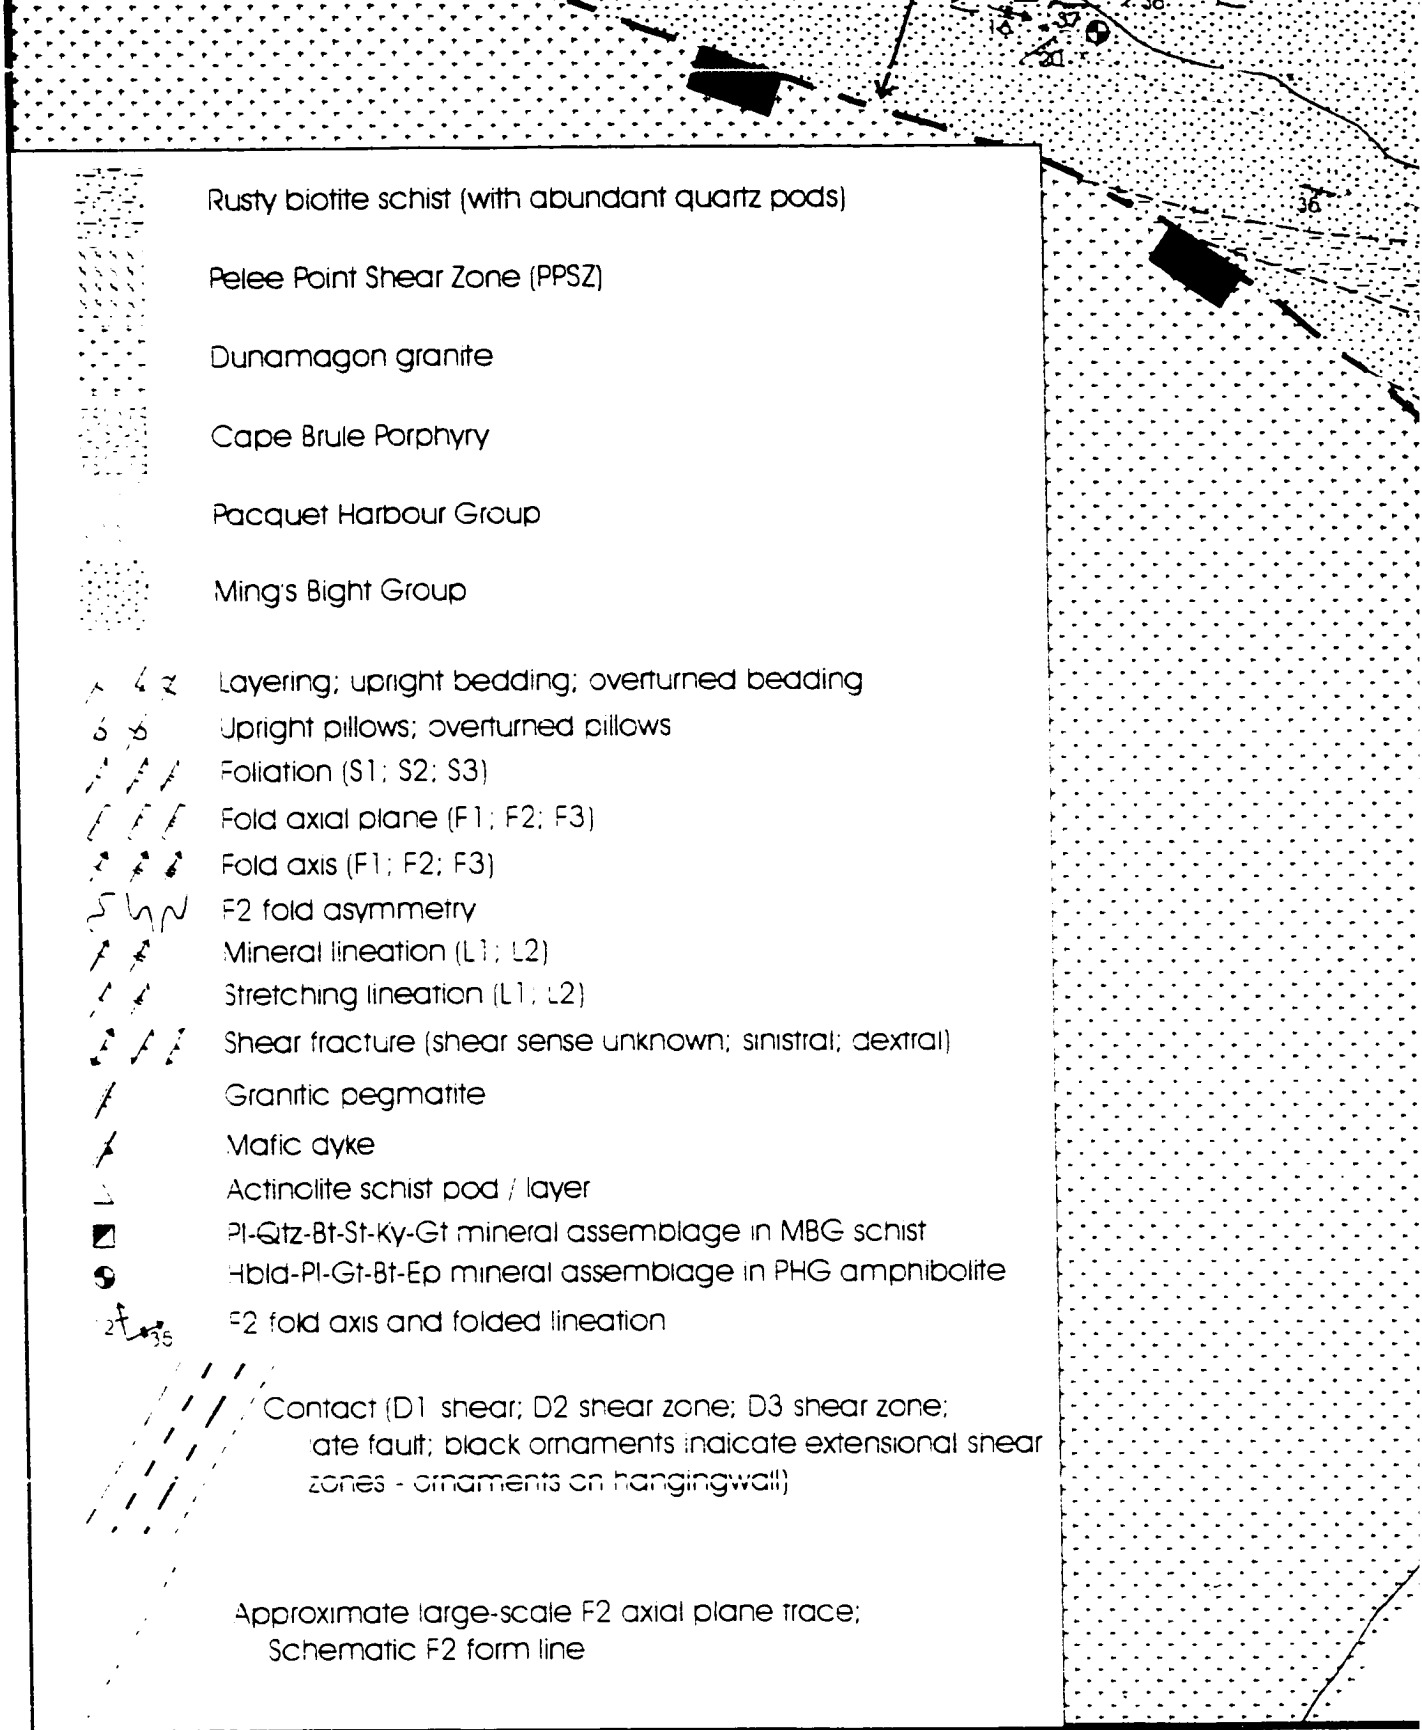 36
37
20
36
Rusty biotite schist (with abundant quartz pods)
Pelee Point Shear Zone (PPSZ)
Dunamagon granite
Cape Brule Porphyry
Pacquet Harbour Group
Ming's Bight Group
Layering; upright bedding; overturned bedding
Upright pillows; overturned pillows
Foliation (S1; S2; S3)
Fold axial plane (F1; F2; F3)
Fold axis (F1; F2; F3)
F2 fold asymmetry
Mineral lineation (L1; L2)
Stretching lineation (L1; L2)
Shear fracture (shear sense unknown; sinistral; dextral)
Granitic pegmatite
Mafic dyke
Actinolite schist pod / layer
Pl-Qtz-Bt-St-Ky-Gt mineral assemblage in MBG schist
Hbld-Pl-Gt-Bt-Ep mineral assemblage in PHG amphibolite
35
F2 fold axis and folded lineation
Contact (D1 shear; D2 shear zone; D3 shear zone;
ate fault; black ornaments indicate extensional shear
zones - ornaments on hangingwall)
Approximate large-scale F2 axial plane trace;
Schematic F2 form line